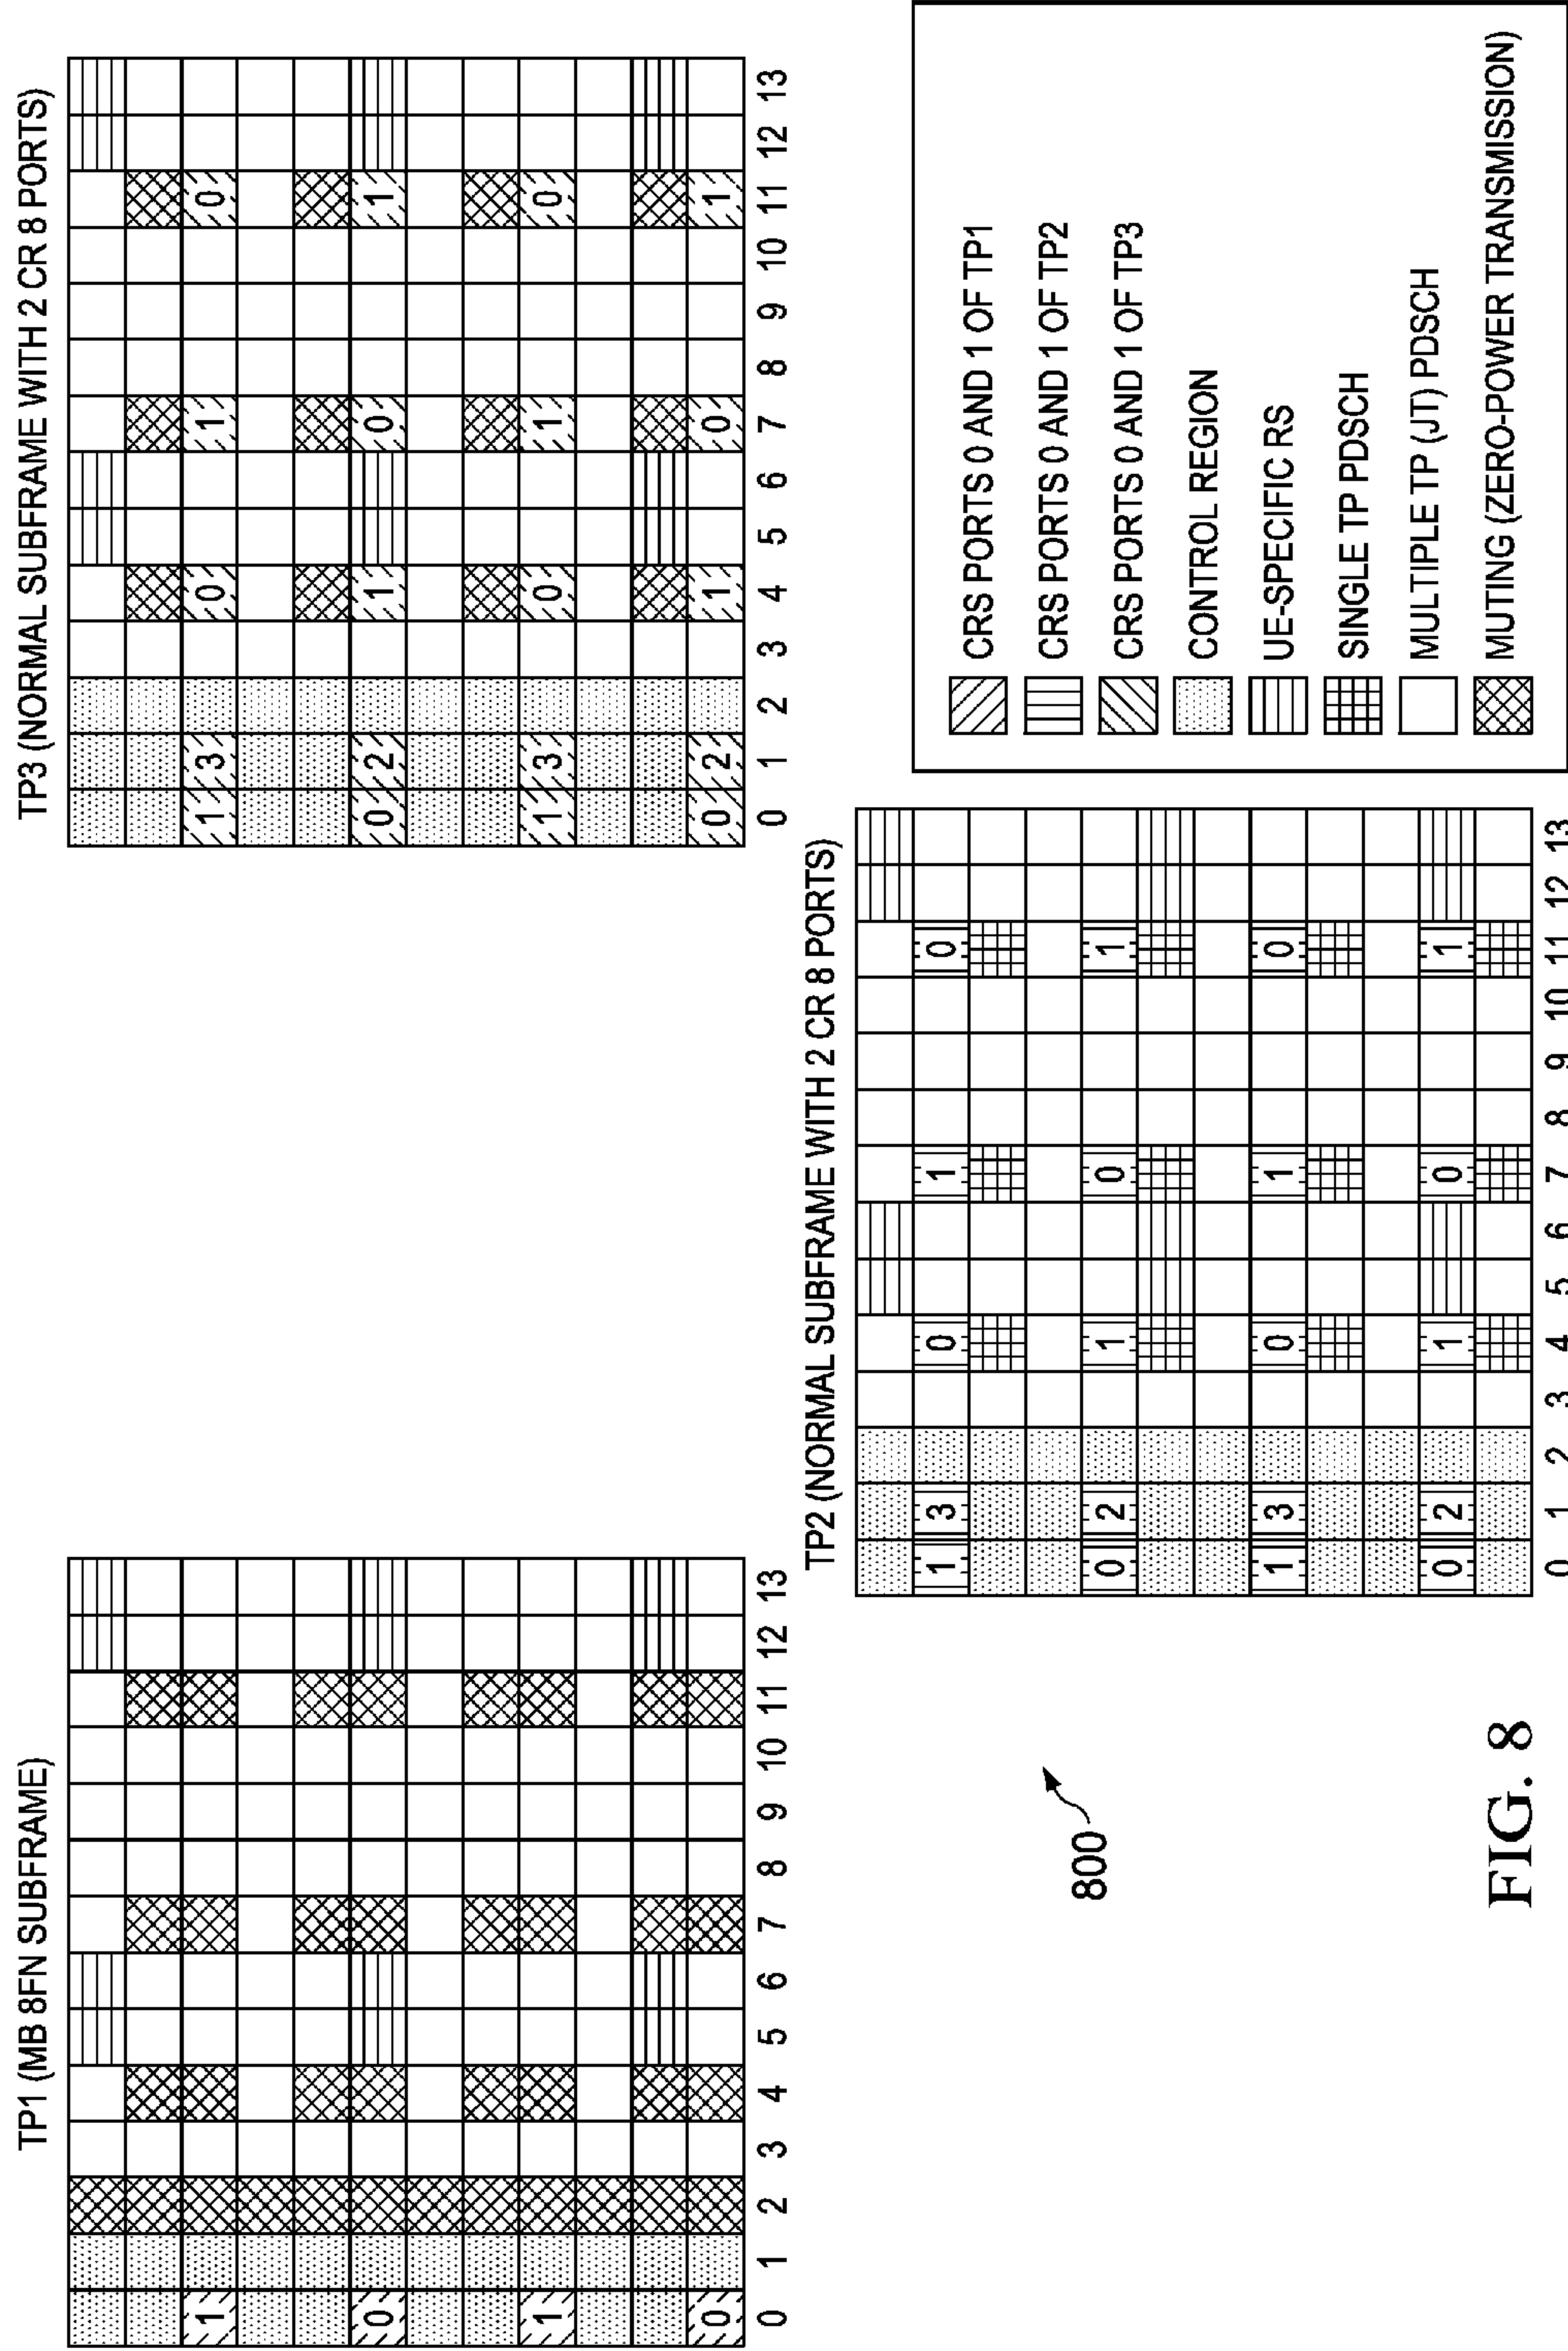 TP1 (MB 8FN SUBFRAME)
1
0
1
0
0 1 2 3 4 5 6 7 8 9 10 11 12 13
TP3 (NORMAL SUBFRAME WITH 2 CR 8 PORTS)
1 3 0 1 0
0 2 1 0 1
1 3 0 1 0
0 2 1 0 1
0 1 2 3 4 5 6 7 8 9 10 11 12 13
TP2 (NORMAL SUBFRAME WITH 2 CR 8 PORTS)
1 3 0 1 0
0 2 1 0 1
1 3 0 1 0
0 2 1 0 1
0 1 2 3 4 5 6 7 8 9 10 11 12 13
CRS PORTS 0 AND 1 OF TP1
CRS PORTS 0 AND 1 OF TP2
CRS PORTS 0 AND 1 OF TP3
CONTROL REGION
UE-SPECIFIC RS
SINGLE TP PDSCH
MULTIPLE TP (JT) PDSCH
MUTING (ZERO-POWER TRANSMISSION)
800
FIG. 8